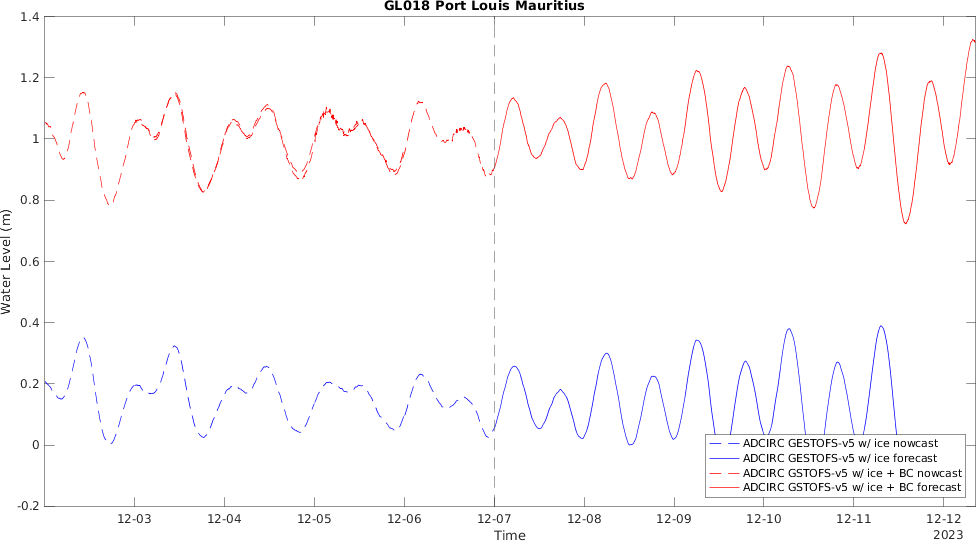 GL018 Port Louis Mauritius
1.4
1.2
1
0.8
0.6
0.4
0.2
0
-0.2
Water Level (m)
12-03 12-04 12-05 12-06 12-07 12-08 12-09 12-10 12-11 12-12
2023
Time
ADCIRC GESTOFS-v5 w/ ice nowcast
ADCIRC GESTOFS-v5 w/ ice forecast
ADCIRC GSTOFS-v5 w/ ice + BC nowcast
ADCIRC GSTOFS-v5 w/ ice + BC forecast